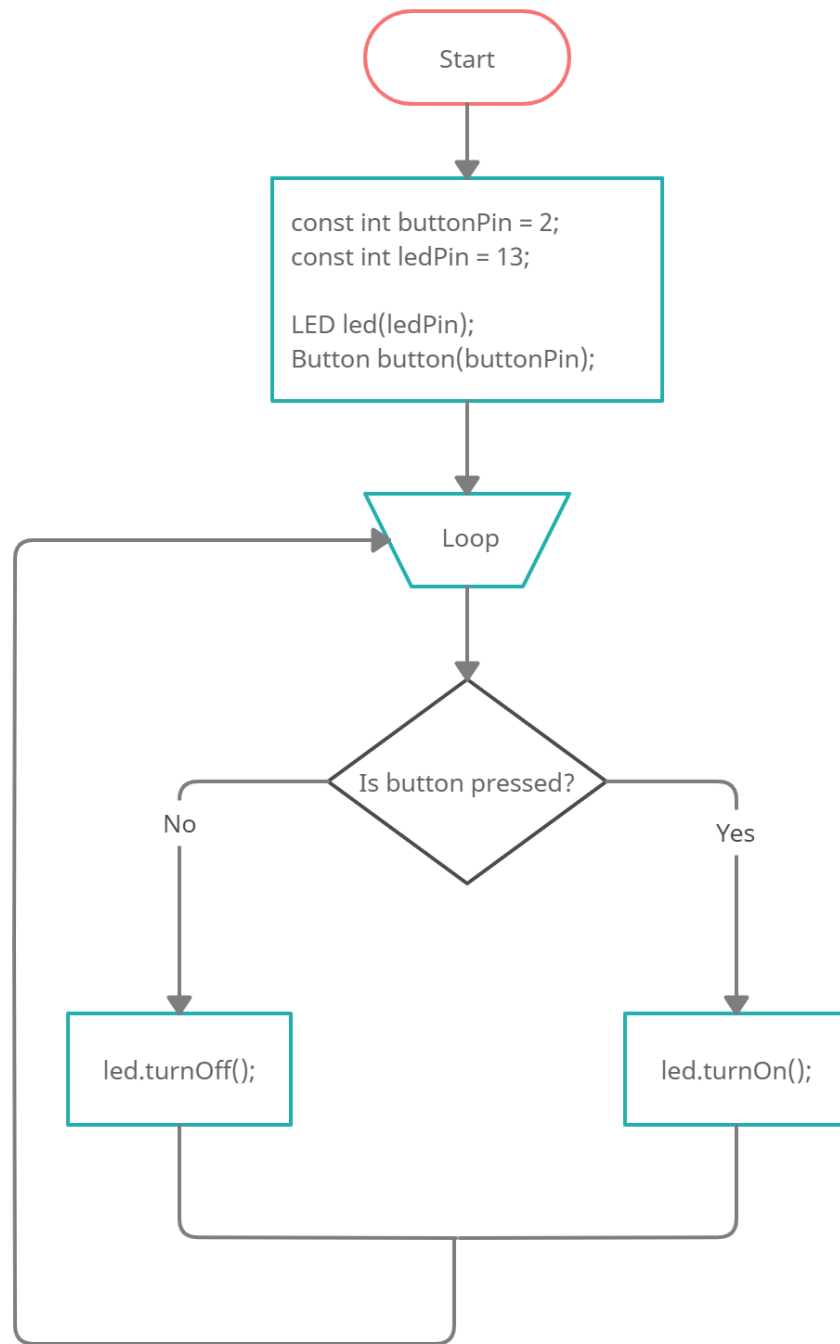 Start
const int buttonPin = 2;
const int ledPin = 13;
LED led(ledPin);
Button button(buttonPin);
Loop
Is button pressed?
No
Yes
led.turnOff();
led.turnOn();